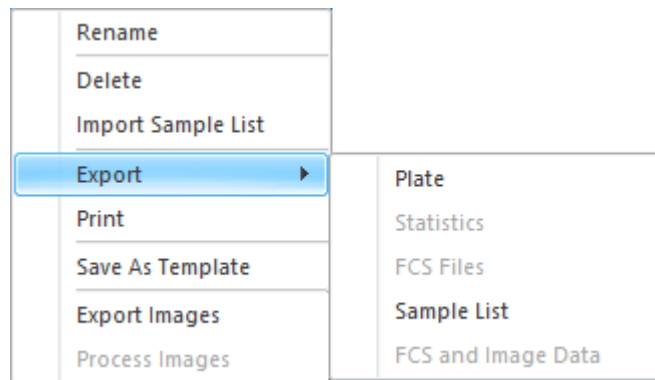 Rename
Delete
Import Sample List
Export
Print
Save As Template
Export Images
Process Images
Plate
Statistics
FCS Files
Sample List
FCS and Image Data